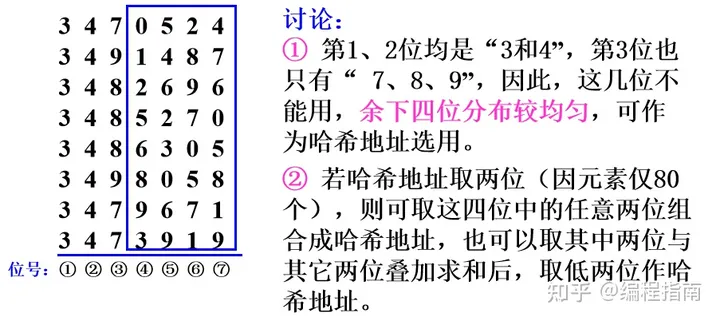 3 4 7 0 5 2 4
3 4 9 1 4 8 7
3 4 8 2 6 9 6
3 4 8 5 2 7 0
3 4 8 6 3 0 5
3 4 9 8 0 5 8
3 4 7 9 6 7 1
3 4 7 3 9 1 9
位号:① ② ③ ④ ⑤ ⑥ ⑦
讨论:
① 第1、2位均是“3和4”,第3位也
只有“ 7、8、9”,因此,这几位不
能用,余下四位分布较均匀,可作
为哈希地址选用。
② 若哈希地址取两位(因元素仅80
个),则可取这四位中的任意两位组
合成哈希地址,也可以取其中两位与
其它两位叠加求和后,取低两位作哈
希地址。
知乎 @编程指南